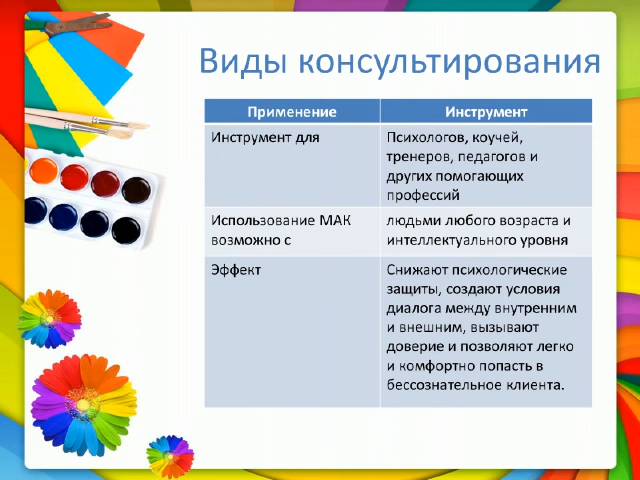 Виды консультирования
Применение
Инструмент
Инструмент для
Психологов, коучей,
тренеров, педагогов и
других помогающих
профессий
Использование МАК
возможно с
людьми любого возраста и
интеллектуального уровня
Эффект
Снижают психологические
защиты, создают условия
диалога между внутренним
и внешним, вызывают
доверие и позволяют легко
и комфортно попасть в
бессознательное клиента.